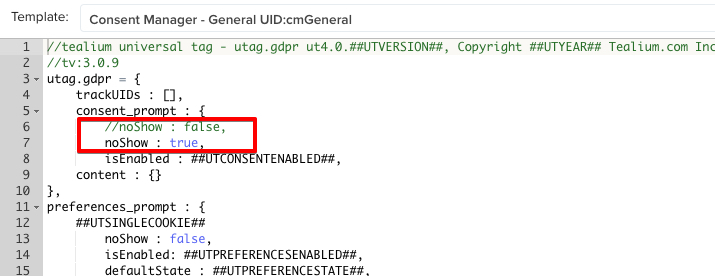 Template: Consent Manager - General UID:cmGeneral
1 //tealium universal tag - utag.gdpr ut4.0.##UTVERSION##, Copyright ##UTYEAR## Tealium.com Inc
2 //tv:3.0.9
3 utag.gdpr = {
4 trackUIDs : [],
5 consent_prompt : {
6 //noShow : false,
7 noShow : true,
8 isEnabled : ##UTCONSENTENABLED##,
9 content : {}
10 },
11 preferences_prompt : {
12 ##UTSINGLECOOKIE##
13 noShow : false,
14 isEnabled: ##UTPREFERENCESENABLED##,
15 defaultState : ##UTPREFERENCESTATE##,